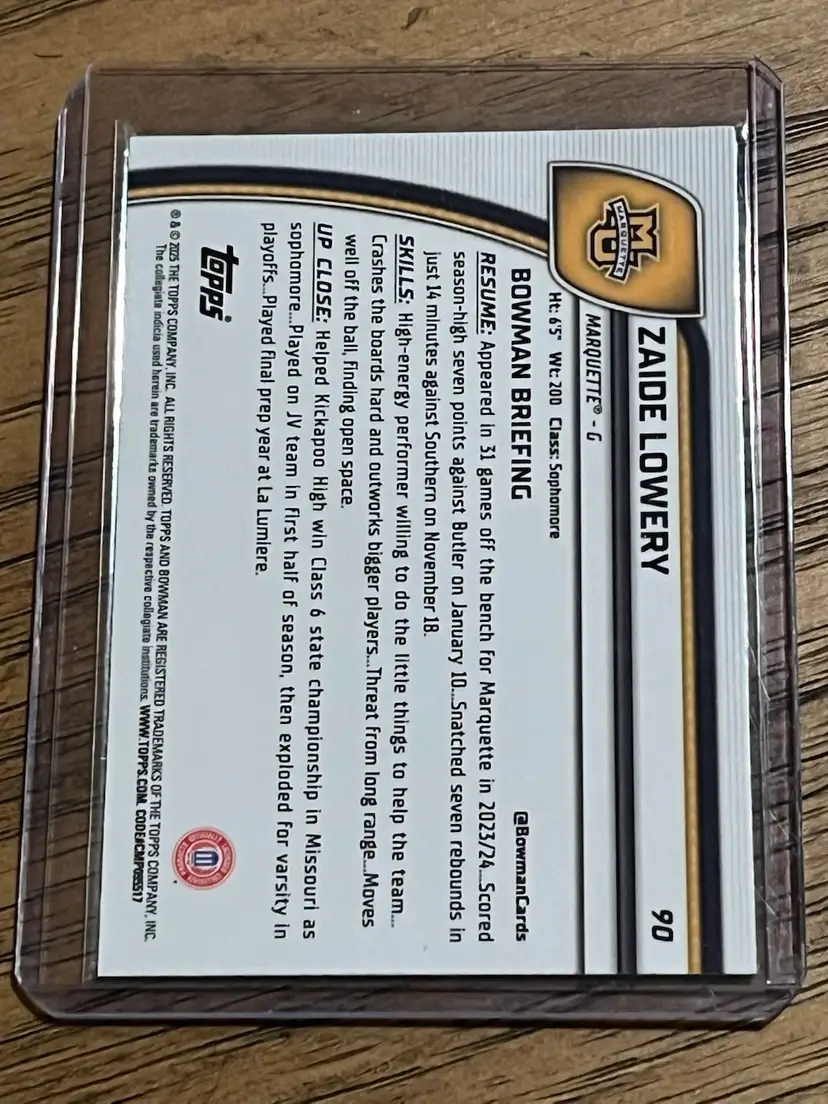 MARQUETTE
ZAIDE LOWERY 90
MARQUETTE® - G
Ht: 6'5" Wt: 200 Class: Sophomore
BOWMAN BRIEFING @BowmanCards
RESUME: Appeared in 31 games off the bench for Marquette in 2023/24...Scored
season-high seven points against Butler on January 10...Snatched seven rebounds in
just 14 minutes against Southern on November 18.
SKILLS: High-energy performer willing to do the little things to help the team...
Crashes the boards hard and outworks bigger players...Threat from long range...Moves
well off the ball, finding open space.
UP CLOSE: Helped Kickapoo High win Class 6 state championship in Missouri as
sophomore...Played on JV team in first half of season, then exploded for varsity in
playoffs...Played final prep year at La Lumiere.
topps
® & © 2025 THE TOPPS COMPANY, INC. ALL RIGHTS RESERVED. TOPPS AND BOWMAN ARE REGISTERED TRADEMARKS OF THE TOPPS COMPANY, INC.
The collegiate indicia used herein are trademarks owned by the respective collegiate institutions. WWW.TOPPS.COM. CODE#CMP095517